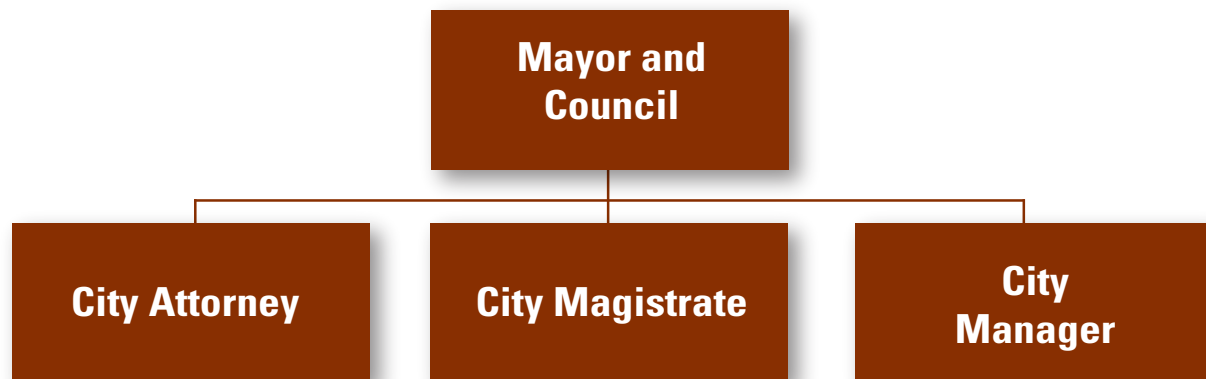 Mayor and
Council
City Attorney
City Magistrate
City
Manager